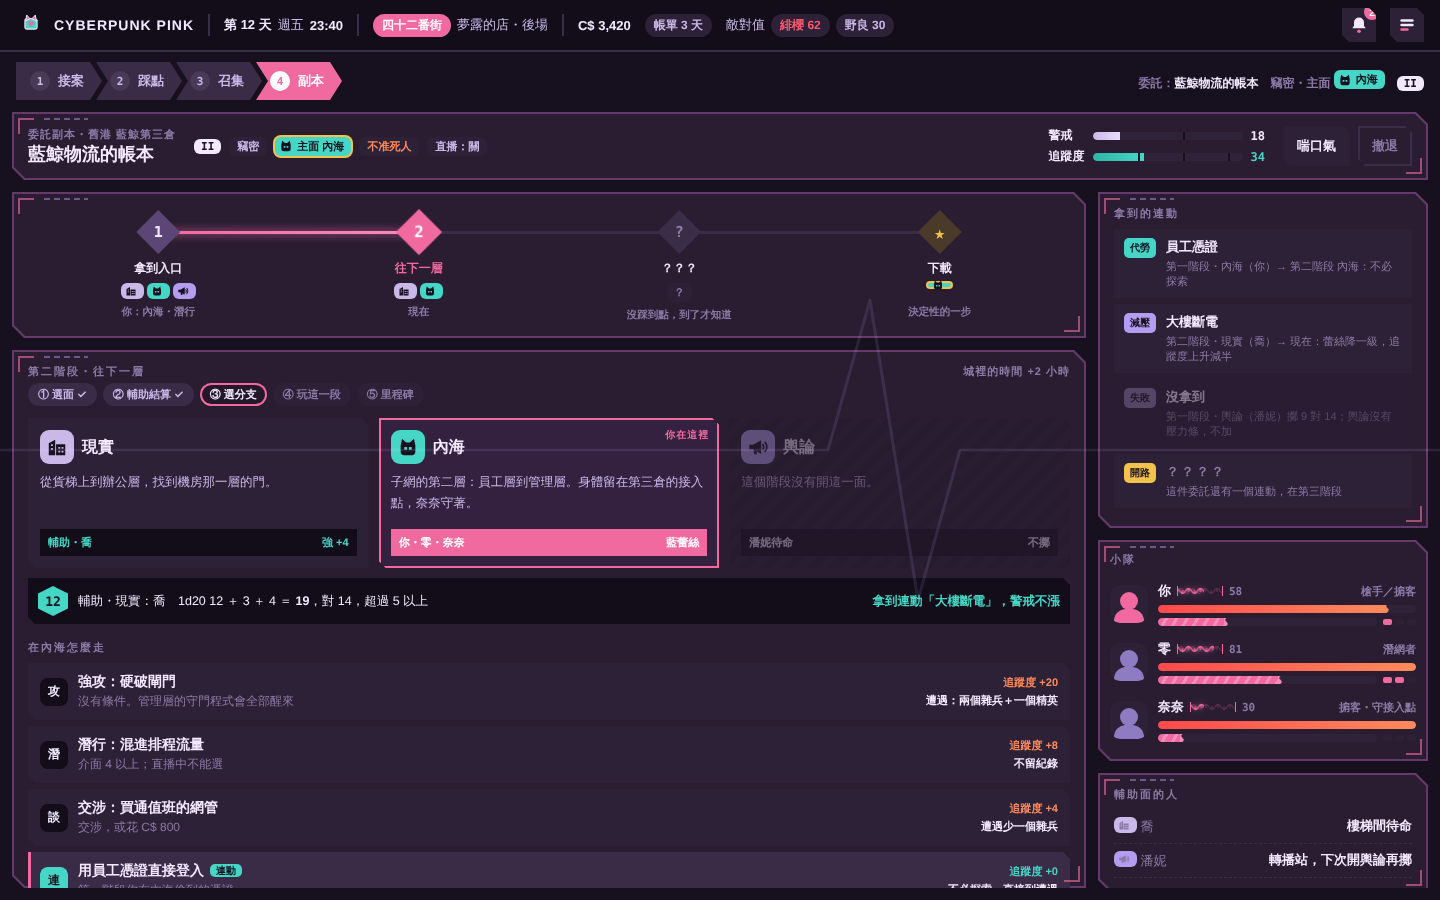 CYBERPUNK PINK
第 12 天 週五 23:40
四十二番街 夢露的店・後場
C$ 3,420 帳單 3 天 敵對值 緋櫻 62 野良 30
1 接案 2 踩點 3 召集 4 副本
委託：藍鯨物流的帳本 竊密・主面 內海 II
委託副本・舊港 藍鯨第三倉
藍鯨物流的帳本
II 竊密 主面 內海 不准死人 直播：關
警戒 18
追蹤度 34
喘口氣 撤退
1 2 ? ★
拿到入口 往下一層 ？？？ 下載
?
你：內海・潛行 現在 沒踩到點，到了才知道 決定性的一步
第二階段・往下一層 城裡的時間 +2 小時
① 選面 ② 輔助結算 ③ 選分支 ④ 玩這一段 ⑤ 里程碑
現實
從貨梯上到辦公層，找到機房那一層的門。
輔助・喬 強 +4
你在這裡
內海
子網的第二層：員工層到管理層。身體留在第三倉的接入
點，奈奈守著。
你・零・奈奈 藍蕾絲
輿論
這個階段沒有開這一面。
潘妮待命 不擲
12 輔助・現實：喬 1d20 12 ＋ 3 ＋ 4 ＝ 19，對 14，超過 5 以上 拿到連動「大樓斷電」，警戒不漲
在內海怎麼走
攻 強攻：硬破閘門 追蹤度 +20
沒有條件。管理層的守門程式會全部醒來 遭遇：兩個雜兵＋一個精英
潛 潛行：混進排程流量 追蹤度 +8
介面 4 以上；直播中不能選 不留紀錄
談 交涉：買通值班的網管 追蹤度 +4
交涉，或花 C$ 800 遭遇少一個雜兵
連 用員工憑證直接登入 連動 追蹤度 +0
拿到的連動
代勞 員工憑證
第一階段・內海（你）→ 第二階段 內海：不必
探索
減壓 大樓斷電
第二階段・現實（喬）→ 現在：蕾絲降一級，追
蹤度上升減半
失敗 沒拿到
第一階段・輿論（潘妮）擲 9 對 14；輿論沒有
壓力條，不加
開路 ？？？？
這件委託還有一個連動，在第三階段
小隊
你 58 槍手／掮客
零 81 潛網者
奈奈 30 掮客・守接入點
輔助面的人
喬 樓梯間待命
潘妮 轉播站，下次開輿論再擲